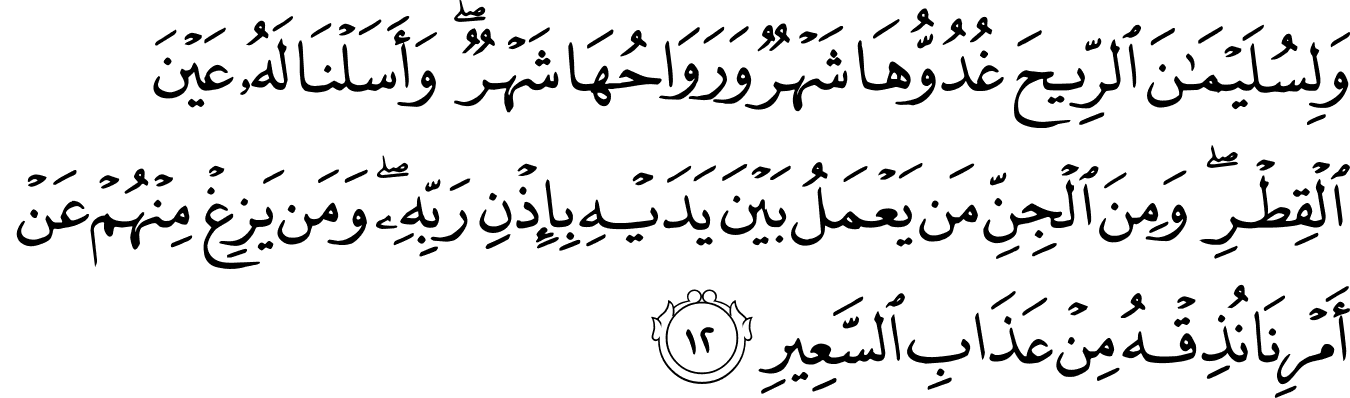 وَلِسُلَيْمَـٰنَ ٱلرِّيحَ غُدُوُّهَا شَهْرٌ وَرَوَاحُهَا شَهْرٌ ۖ وَأَسَلْنَا لَهُۥ عَيْنَ
ٱلْقِطْرِ ۖ وَمِنَ ٱلْجِنِّ مَن يَعْمَلُ بَيْنَ يَدَيْهِ بِإِذْنِ رَبِّهِۦ ۖ وَمَن يَزِغْ مِنْهُمْ عَنْ
أَمْرِنَا نُذِقْهُ مِنْ عَذَابِ ٱلسَّعِيرِ ١٢